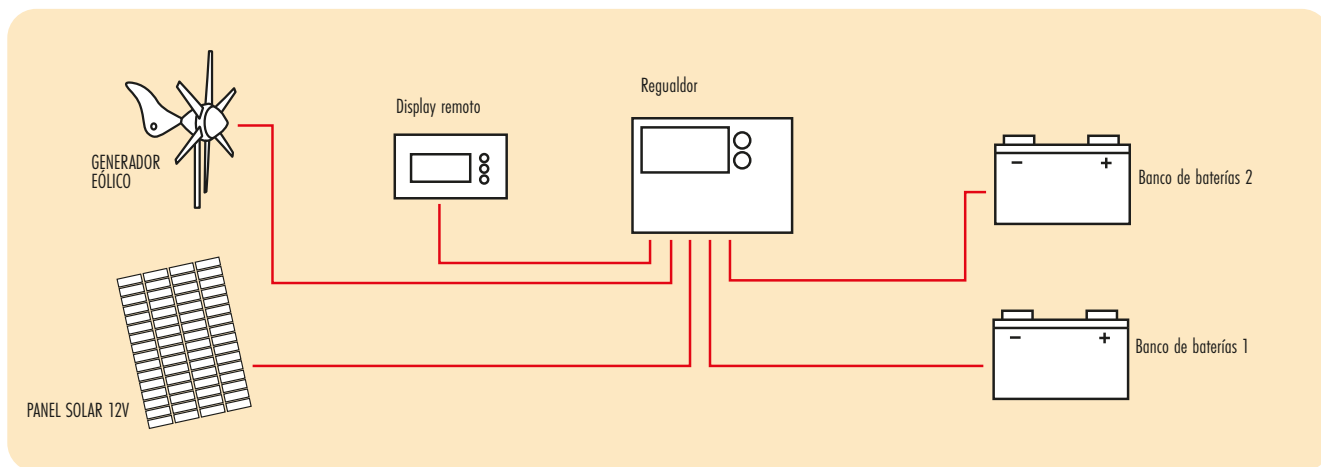 GENERADOR
EÓLICO
Display remoto
Regualdor
Banco de baterías 2
Banco de baterías 1
PANEL SOLAR 12V